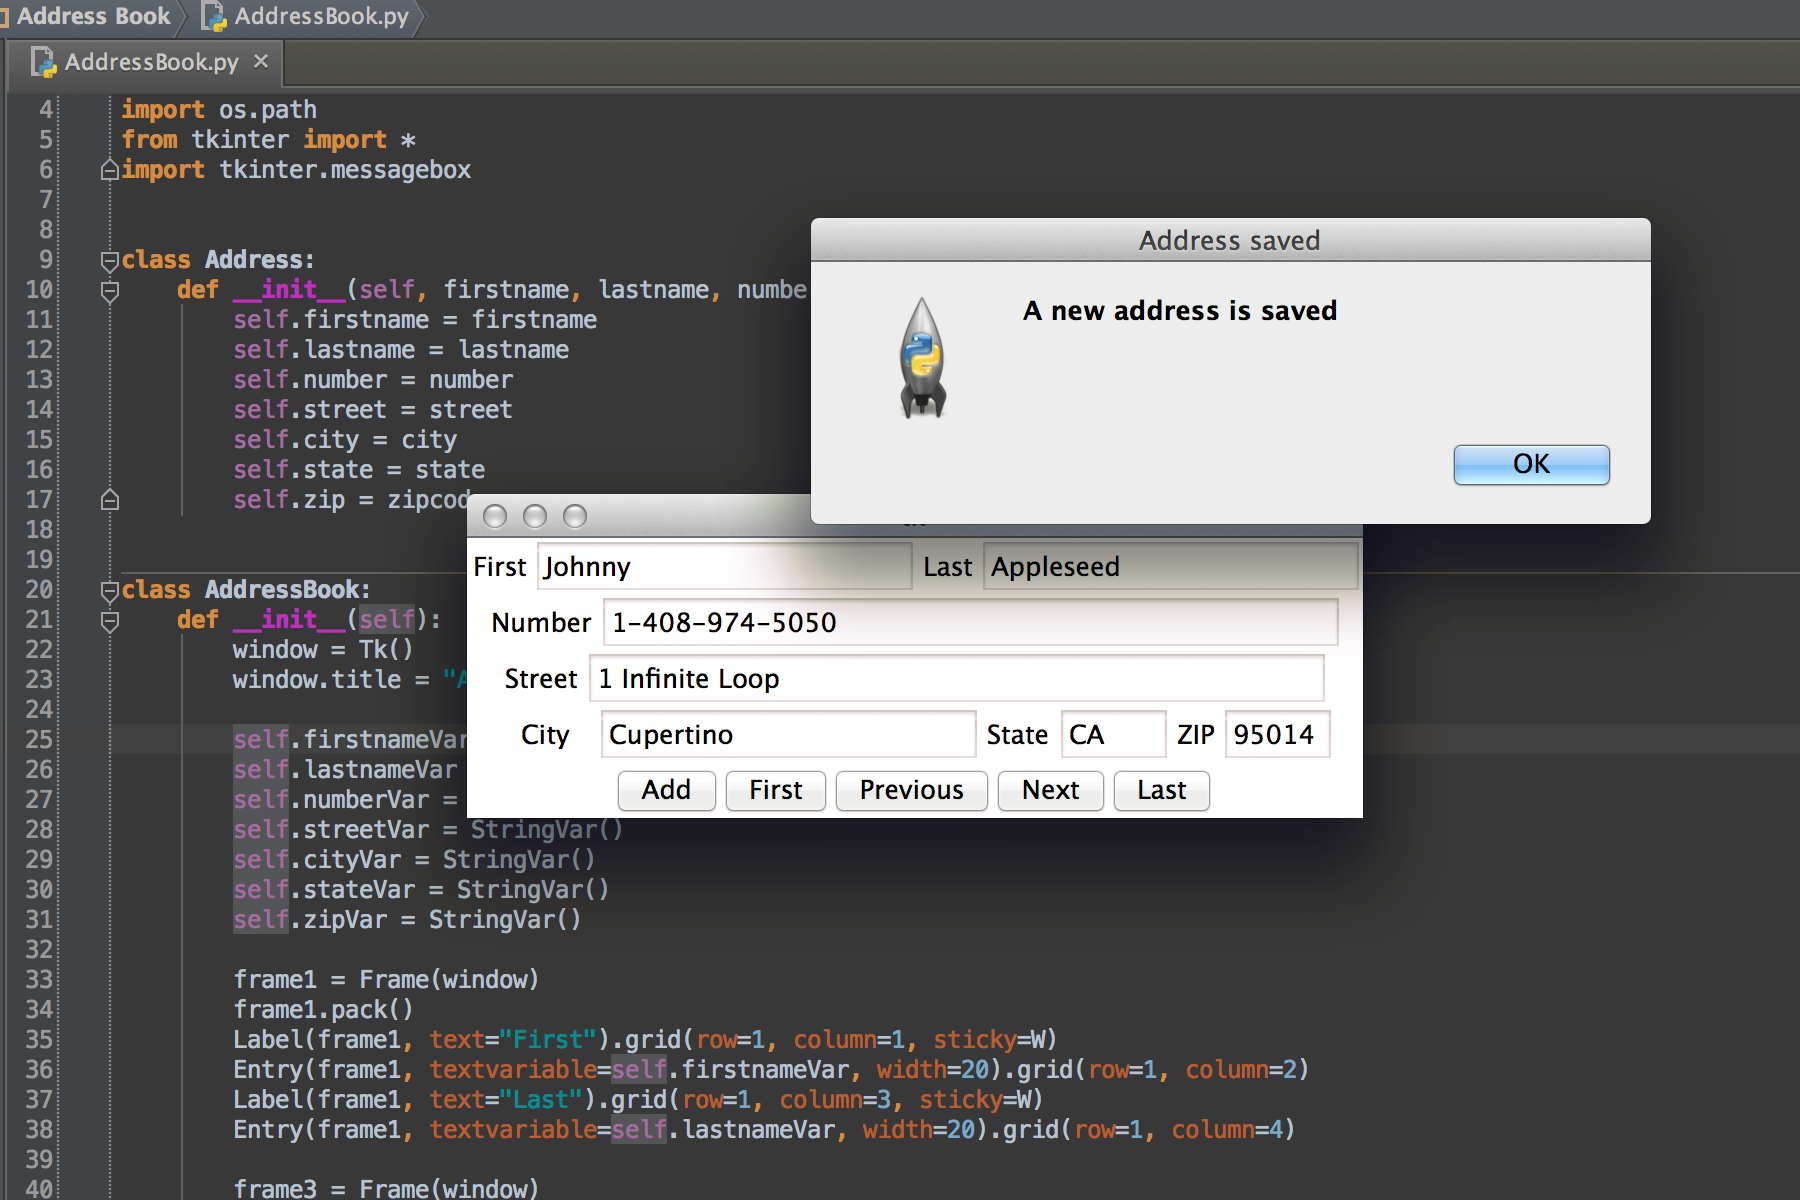 Address Book AddressBook.py
AddressBook.py ×
4 import os.path
5 from tkinter import *
6 import tkinter.messagebox
7
8
9 class Address:
10 def __init__(self, firstname, lastname, numbe
11 self.firstname = firstname
12 self.lastname = lastname
13 self.number = number
14 self.street = street
15 self.city = city
16 self.state = state
17 self.zip = zipcod
18
19
20 class AddressBook:
21 def __init__(self):
22 window = Tk()
23 window.title = "A
24
25 self.firstnameVar
26 self.lastnameVar
27 self.numberVar =
28 self.streetVar = StringVar()
29 self.cityVar = StringVar()
30 self.stateVar = StringVar()
31 self.zipVar = StringVar()
32
33 frame1 = Frame(window)
34 frame1.pack()
35 Label(frame1, text="First").grid(row=1, column=1, sticky=W)
36 Entry(frame1, textvariable=self.firstnameVar, width=20).grid(row=1, column=2)
37 Label(frame1, text="Last").grid(row=1, column=3, sticky=W)
38 Entry(frame1, textvariable=self.lastnameVar, width=20).grid(row=1, column=4)
39
40 frame3 = Frame(window)
Address saved
A new address is saved
OK
First Johnny Last Appleseed
Number 1-408-974-5050
Street 1 Infinite Loop
City Cupertino State CA ZIP 95014
Add First Previous Next Last